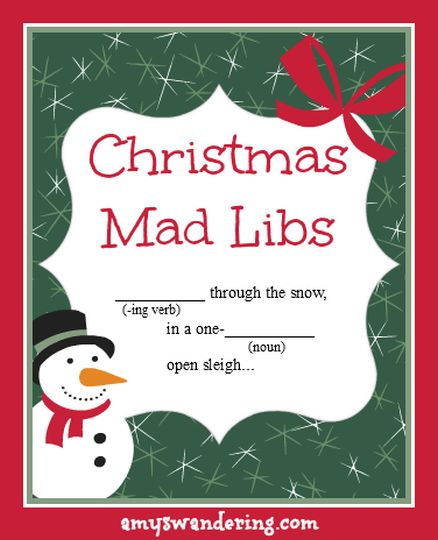 Christmas
Mad Libs
__________ through the snow,
(-ing verb)
in a one-__________
(noun)
open sleigh...
amyswandering.com